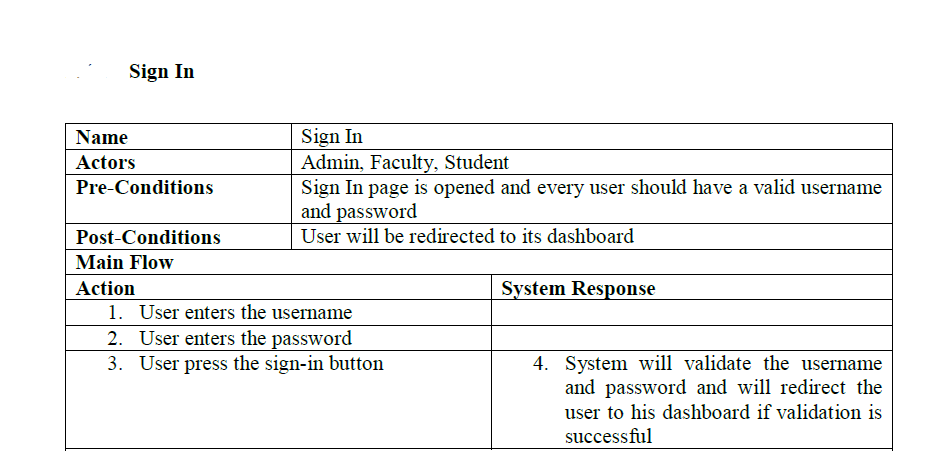 Sign In
Name Sign In
Actors Admin, Faculty, Student
Pre-Conditions Sign In page is opened and every user should have a valid username
and password
Post-Conditions User will be redirected to its dashboard
Main Flow
Action System Response
1. User enters the username
2. User enters the password
3. User press the sign-in button 4. System will validate the username
and password and will redirect the
user to his dashboard if validation is
successful